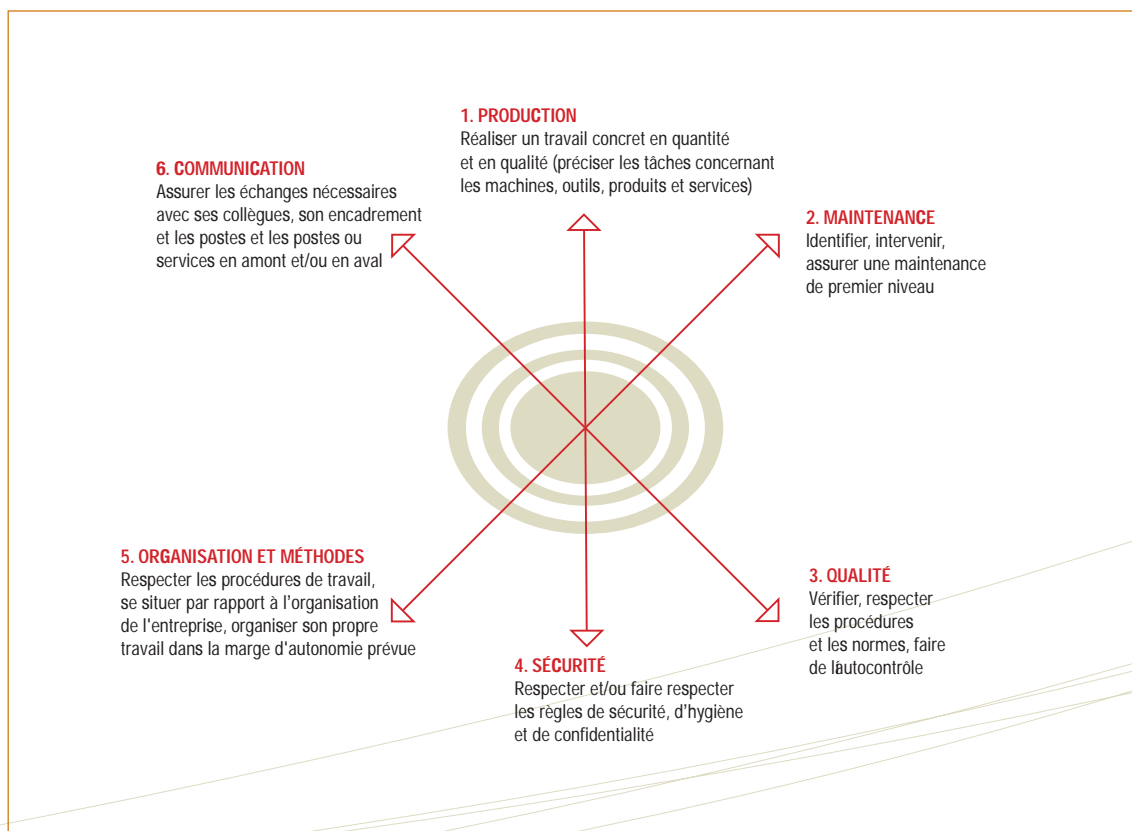 1. PRODUCTION
Réaliser un travail concret en quantité
et en qualité (préciser les tâches concernant
les machines, outils, produits et services)
2. MAINTENANCE
Identifier, intervenir,
assurer une maintenance
de premier niveau
3. QUALITÉ
Vérifier, respecter
les procédures
et les normes, faire
de lautocontrôle
4. SÉCURITÉ
Respecter et/ou faire respecter
les règles de sécurité, d'hygiène
et de confidentialité
5. ORGANISATION ET MÉTHODES
Respecter les procédures de travail,
se situer par rapport à l'organisation
de l'entreprise, organiser son propre
travail dans la marge d'autonomie prévue
6. COMMUNICATION
Assurer les échanges nécessaires
avec ses collègues, son encadrement
et les postes et les postes ou
services en amont et/ou en aval